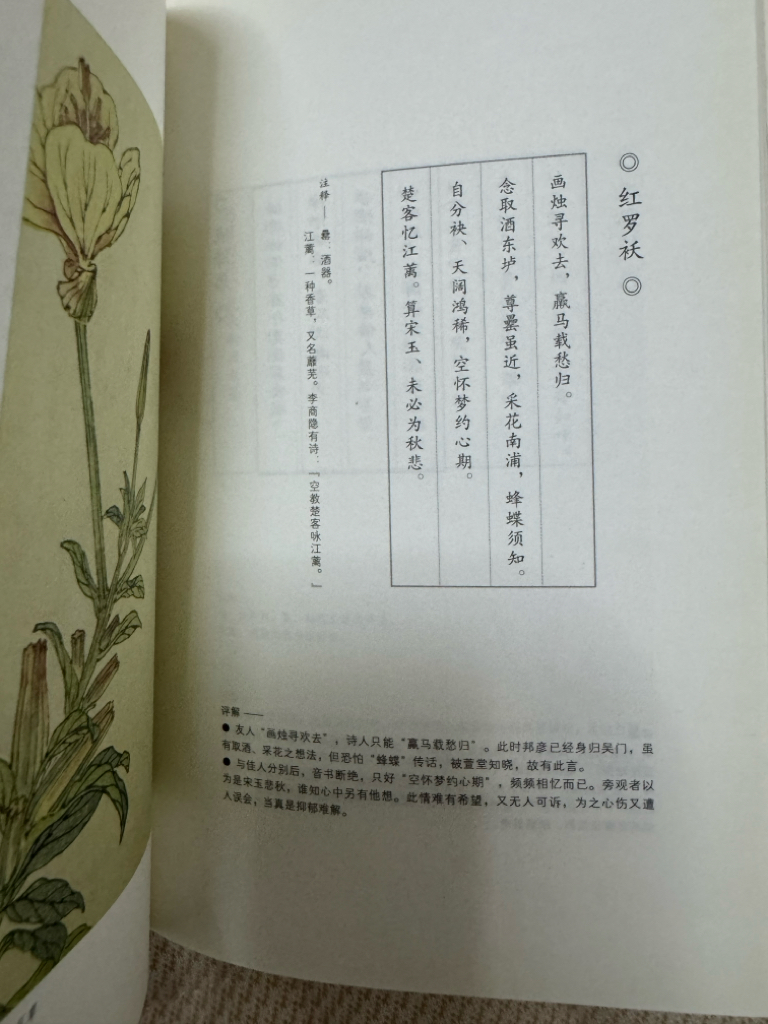 ◎ 红罗袄 ◎
画烛寻欢去，羸马载愁归。
念取酒东垆，尊罍虽近，采花南浦，蜂蝶须知。
自分袂、天阔鸿稀，空怀梦约心期。
楚客忆江蓠。算宋玉、未必为秋悲。
注释——罍：酒器。
江蓠：一种香草，又名蘼芜。李商隐有诗：“空教楚客咏江蓠。”
评解——
● 友人“画烛寻欢去”，诗人只能“羸马载愁归”。此时邦彦已经身归吴门，虽
有取酒、采花之想法，但恐怕“蜂蝶”传话，被萱堂知晓，故有此言。
● 与佳人分别后，音书断绝，只好“空怀梦约心期”，频频相忆而已。旁观者以
为是宋玉悲秋，谁知心中另有他想。此情难有希望，又无人可诉，为之心伤又遭
人误会，当真是抑郁难解。